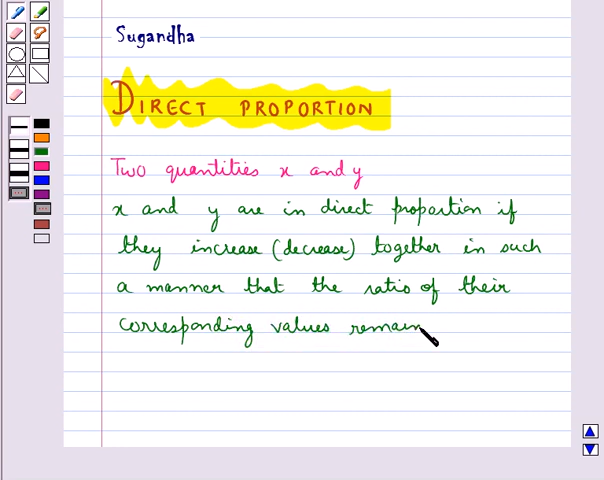 Sugandha
DIRECT PROPORTION
Two quantities x and y
x and y are in direct proportion if
they increase (decrease) together in such
a manner that the ratio of their
corresponding values remain